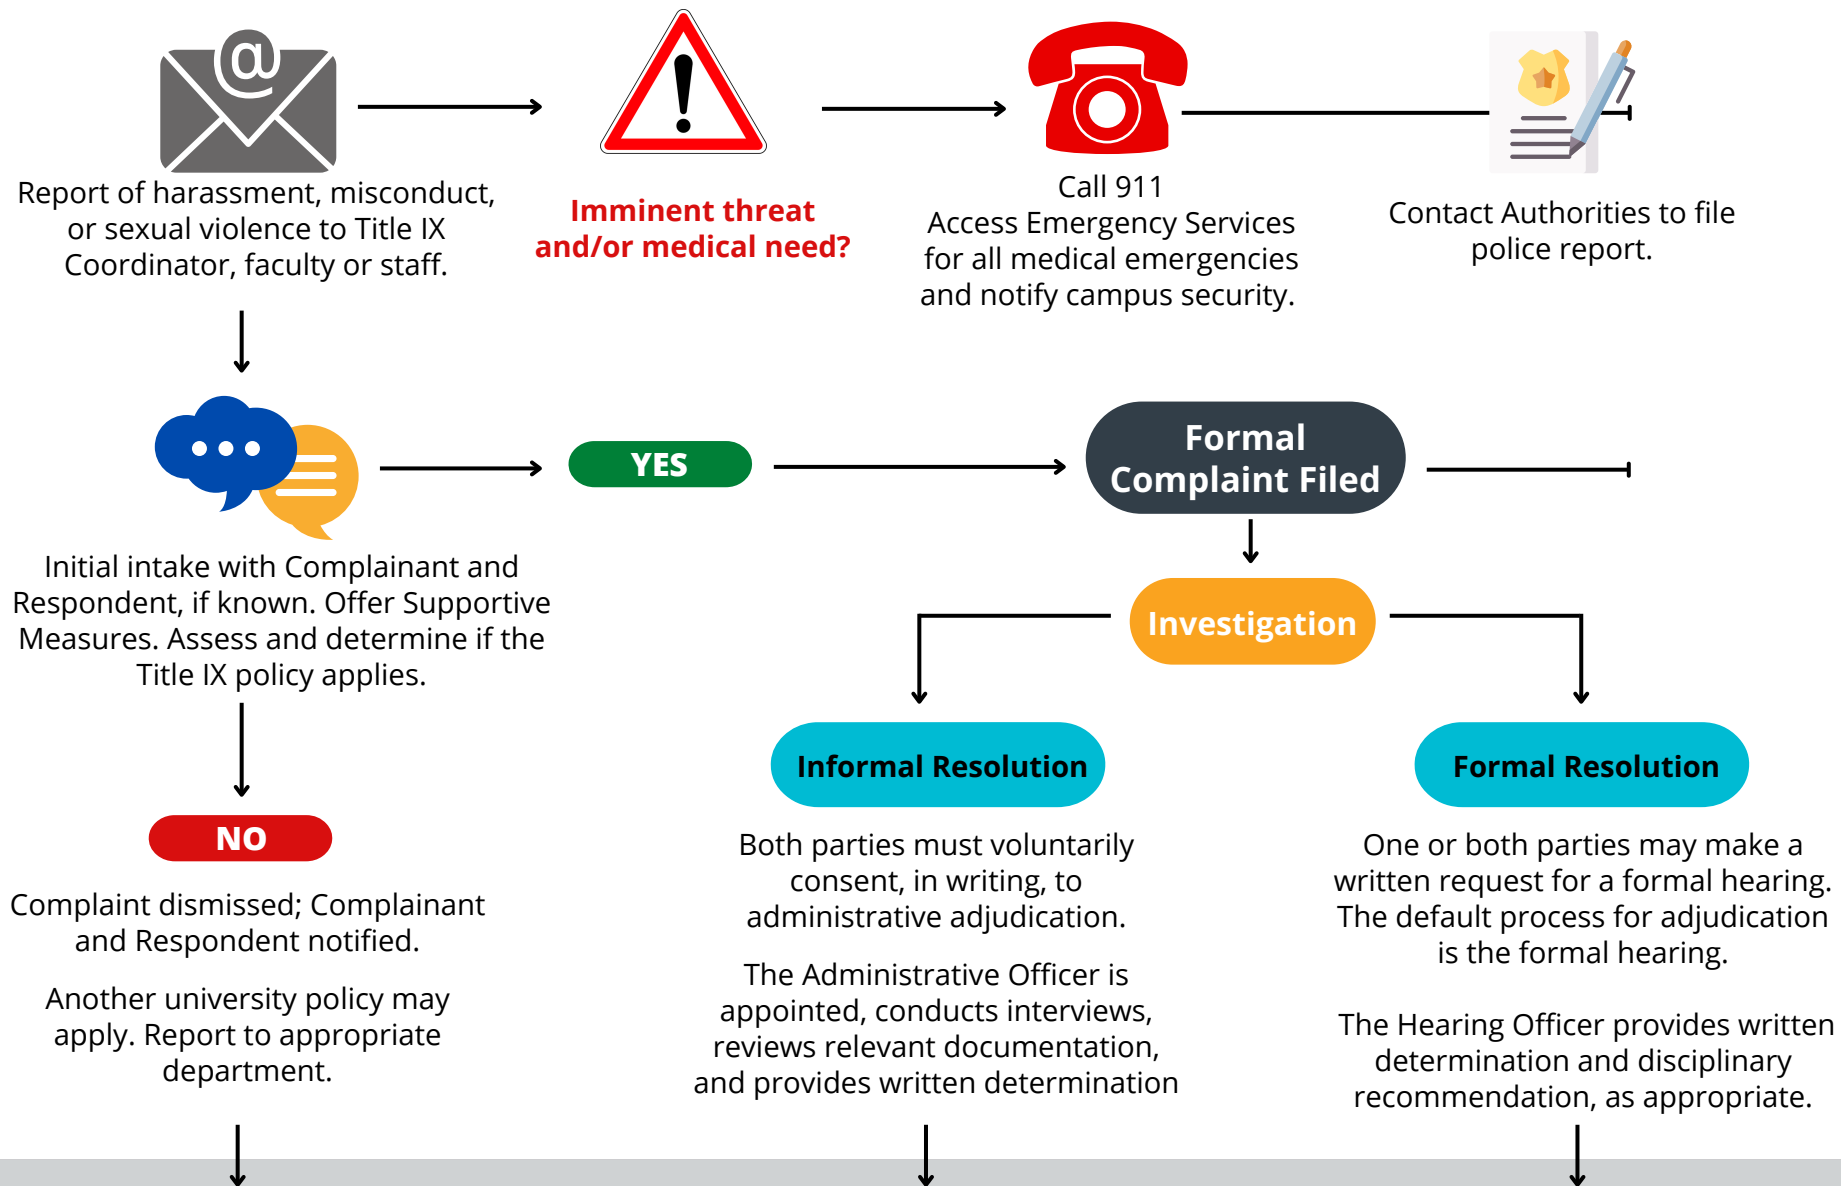 @
Report of harassment, misconduct,
or sexual violence to Title IX
Coordinator, faculty or staff.
Imminent threat
and/or medical need?
Call 911
Access Emergency Services
for all medical emergencies
and notify campus security.
Contact Authorities to file
police report.
Initial intake with Complainant and
Respondent, if known. Offer Supportive
Measures. Assess and determine if the
Title IX policy applies.
YES
Formal
Complaint Filed
Investigation
NO
Complaint dismissed; Complainant
and Respondent notified.
Another university policy may
apply. Report to appropriate
department.
Informal Resolution
Both parties must voluntarily
consent, in writing, to
administrative adjudication.
The Administrative Officer is
appointed, conducts interviews,
reviews relevant documentation,
and provides written determination
Formal Resolution
One or both parties may make a
written request for a formal hearing.
The default process for adjudication
is the formal hearing.
The Hearing Officer provides written
determination and disciplinary
recommendation, as appropriate.